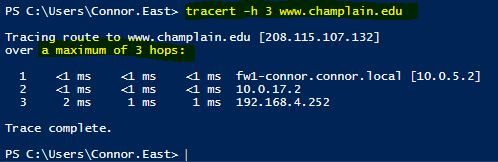 PS C:\Users\Connor.East> tracert -h 3 www.champlain.edu
Tracing route to www.champlain.edu [208.115.107.132]
over a maximum of 3 hops:
1 <1 ms <1 ms <1 ms fw1-connor.connor.local [10.0.5.2]
2 <1 ms <1 ms <1 ms 10.0.17.2
3 2 ms 1 ms 1 ms 192.168.4.252
Trace complete.
PS C:\Users\Connor.East>